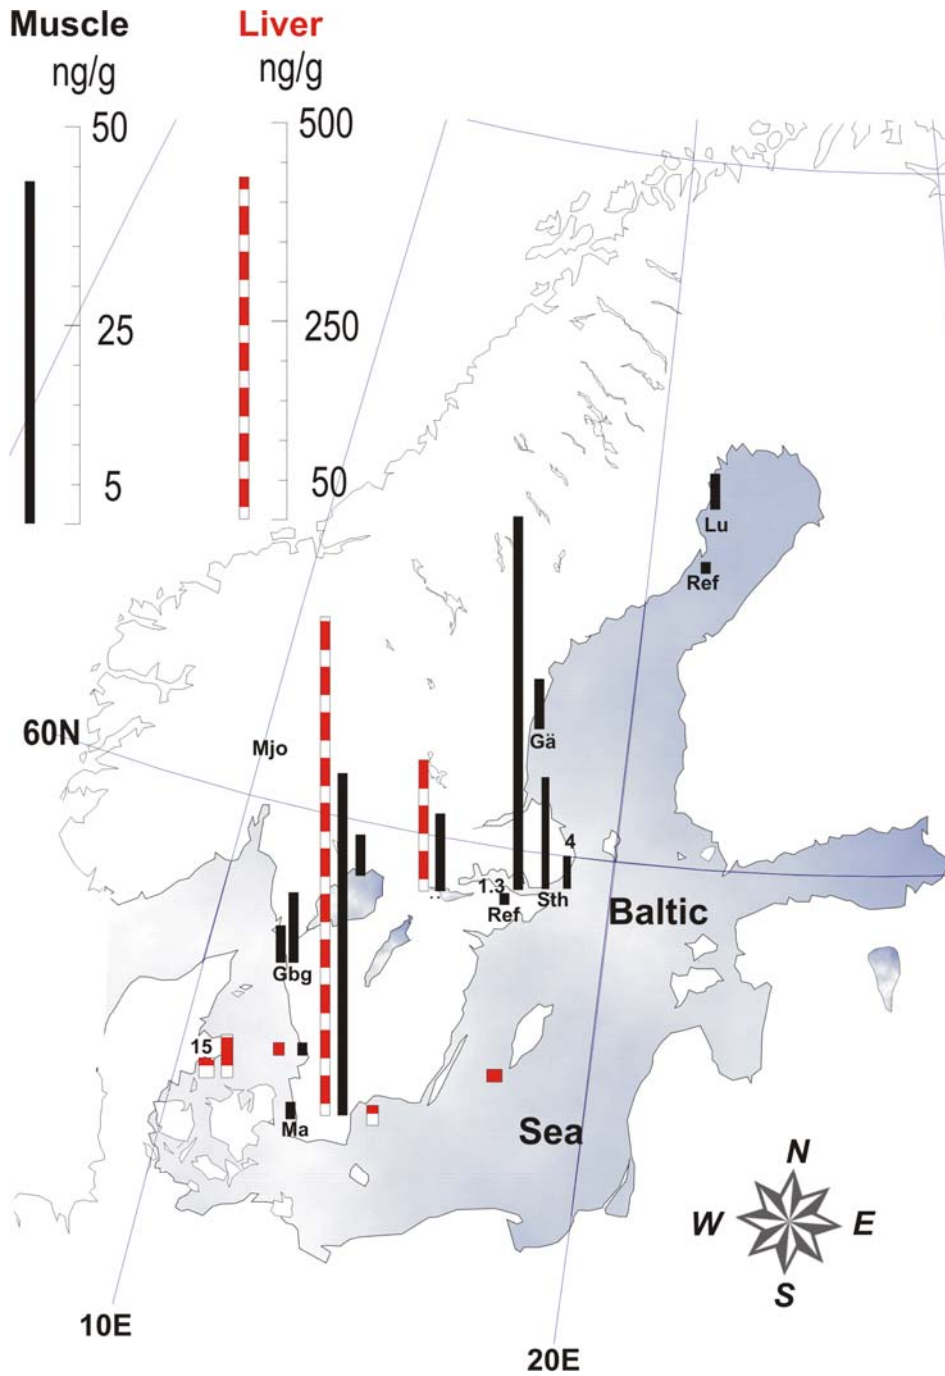 Muscle Liver
ng/g ng/g
50 500
25 250
5 50
Lu
Ref
60N
Mjo
Gä
4
1.3
Ref Sth
Baltic
Gbg
15
Ma
Sea
N
W E
S
10E
20E